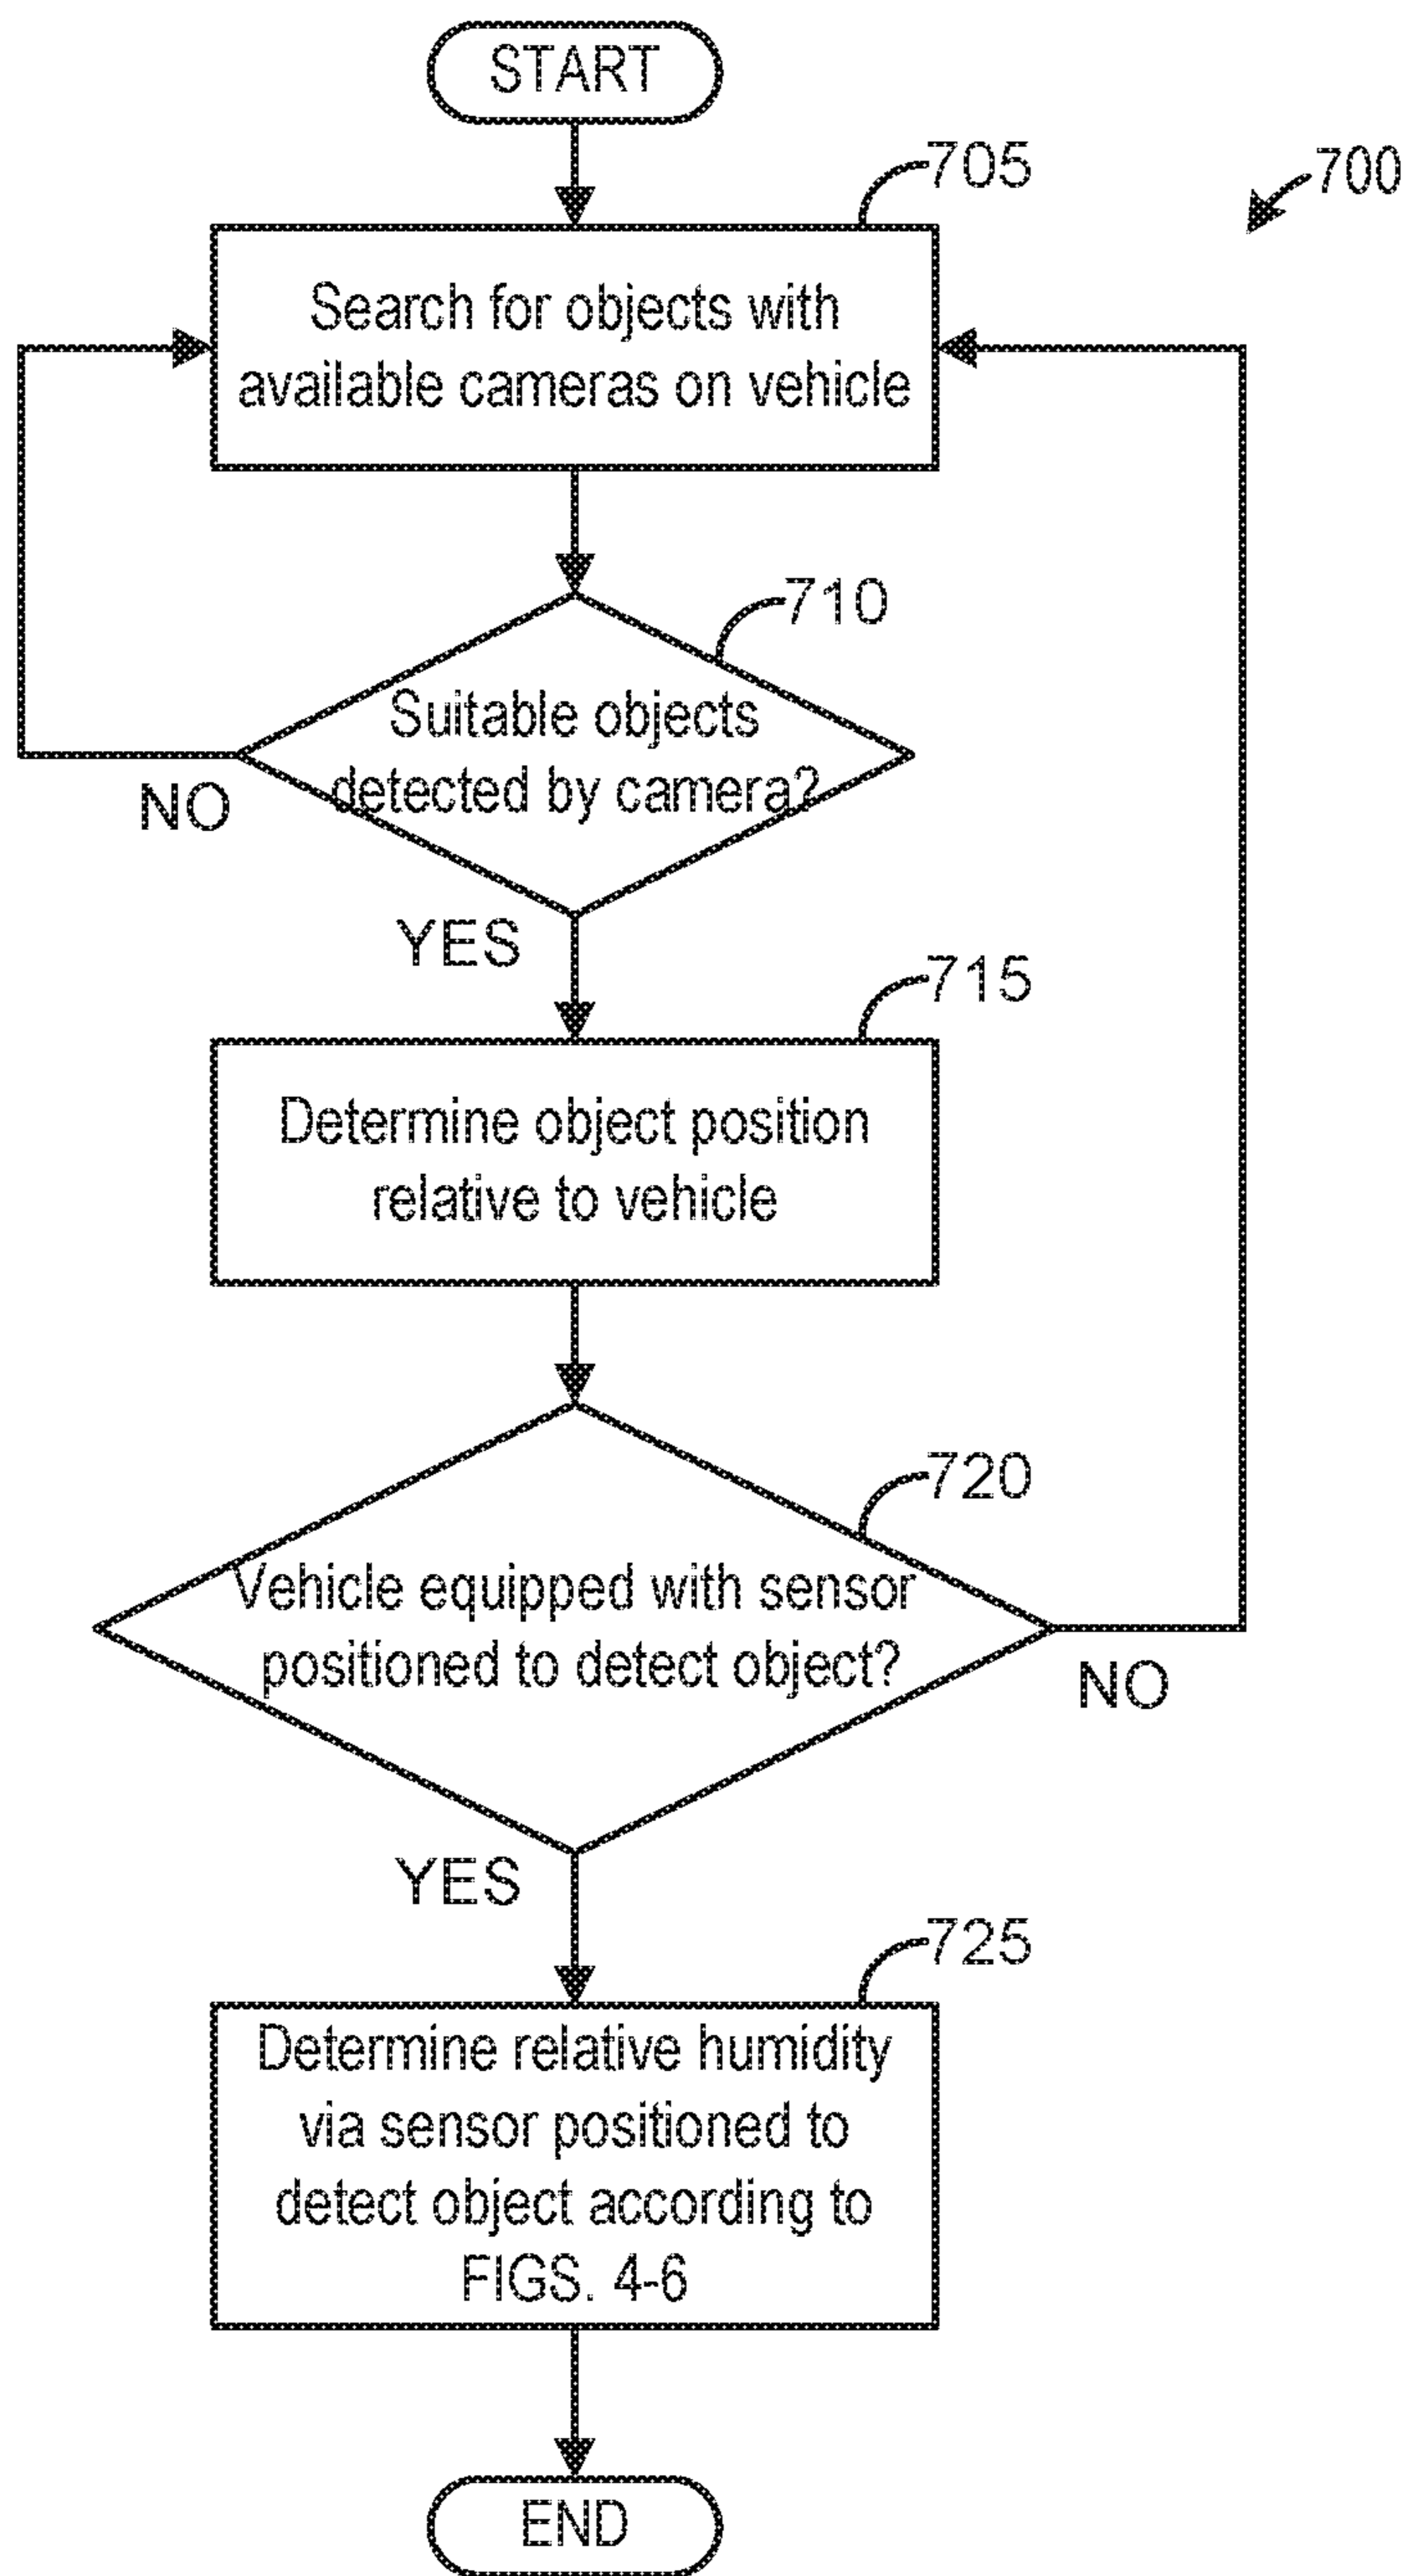 START
705
700
Search for objects with
available cameras on vehicle
710
Suitable objects
detected by camera?
NO
YES
715
Determine object position
relative to vehicle
720
Vehicle equipped with sensor
positioned to detect object?
NO
YES
725
Determine relative humidity
via sensor positioned to
detect object according to
FIGS. 4-6
END